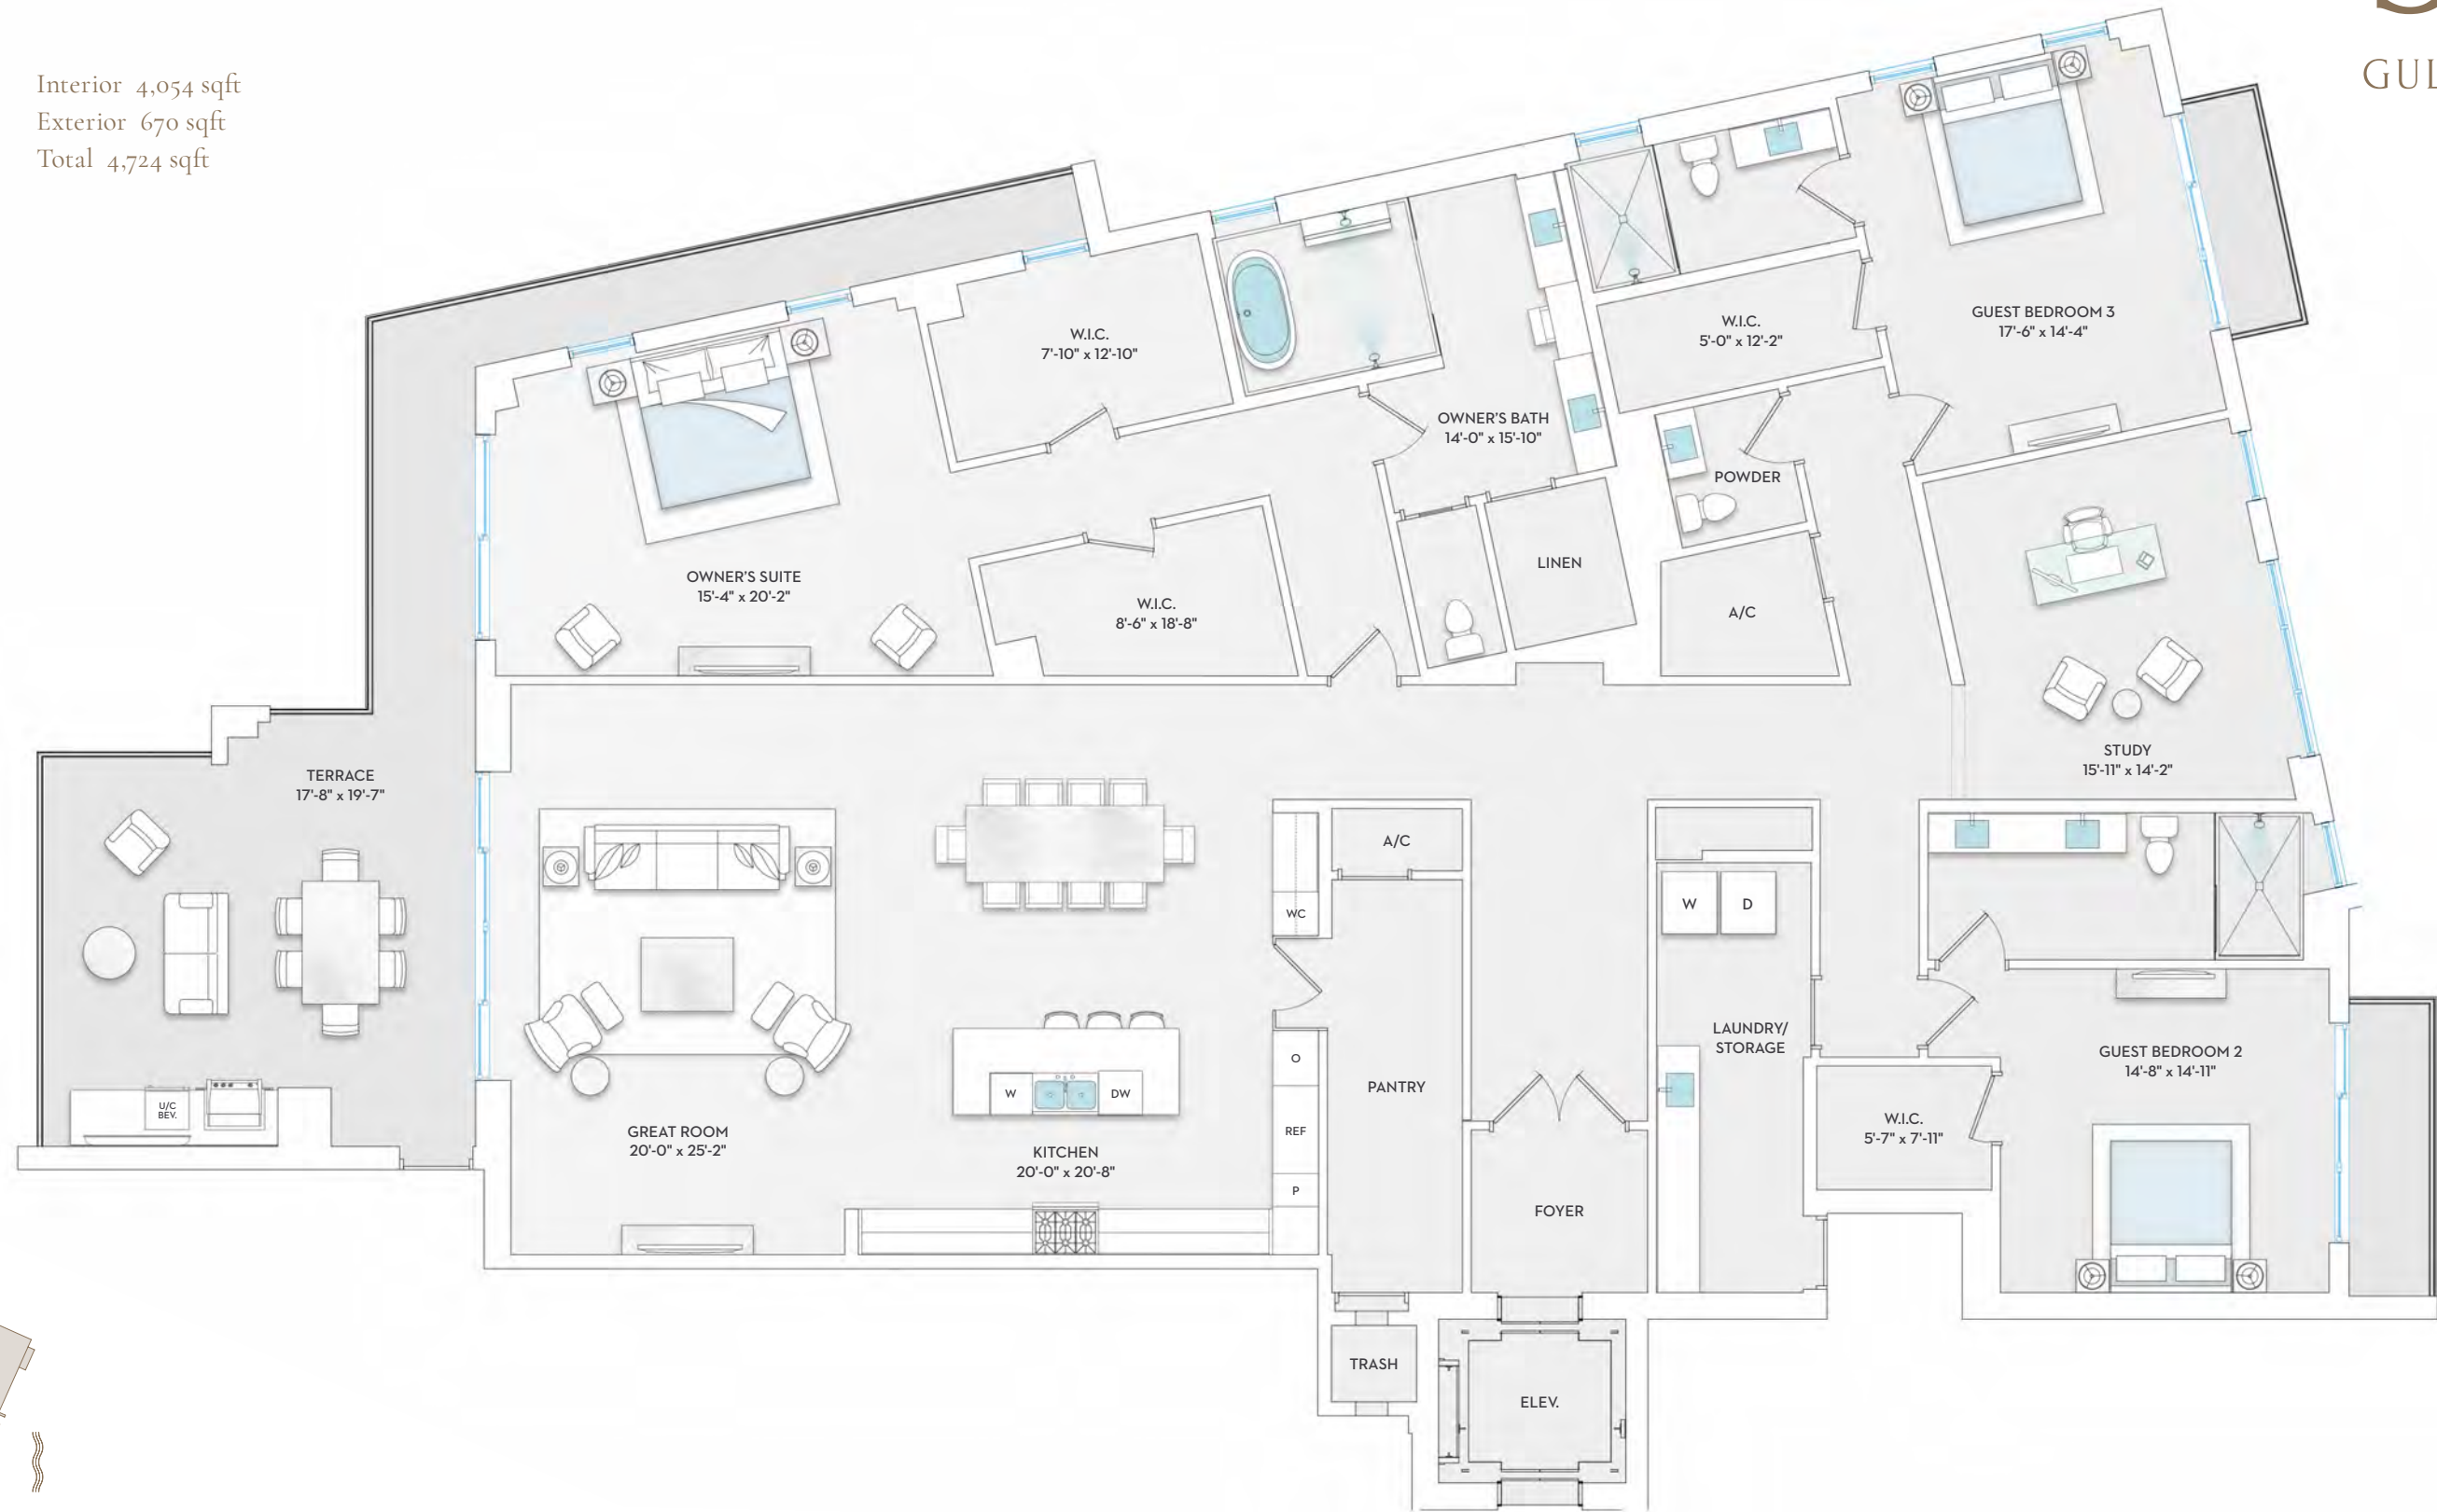 Interior 4,054 sqft
Exterior 670 sqft
Total 4,724 sqft
GUL
GUEST BEDROOM 3
17'-6" x 14'-4"
W.I.C.
7'-10" x 12'-10"
W.I.C.
5'-0" x 12'-2"
OWNER'S BATH
14'-0" x 15'-10"
POWDER
LINEN
OWNER'S SUITE
15'-4" x 20'-2"
W.I.C.
8'-6" x 18'-8"
A/C
STUDY
15'-11" x 14'-2"
TERRACE
17'-8" x 19'-7"
A/C
WC
W
D
U/C
BEV.
GREAT ROOM
20'-0" x 25'-2"
W
DW
KITCHEN
20'-0" x 20'-8"
O
REF
P
PANTRY
LAUNDRY/
STORAGE
GUEST BEDROOM 2
14'-8" x 14'-11"
W.I.C.
5'-7" x 7'-11"
FOYER
TRASH
ELEV.